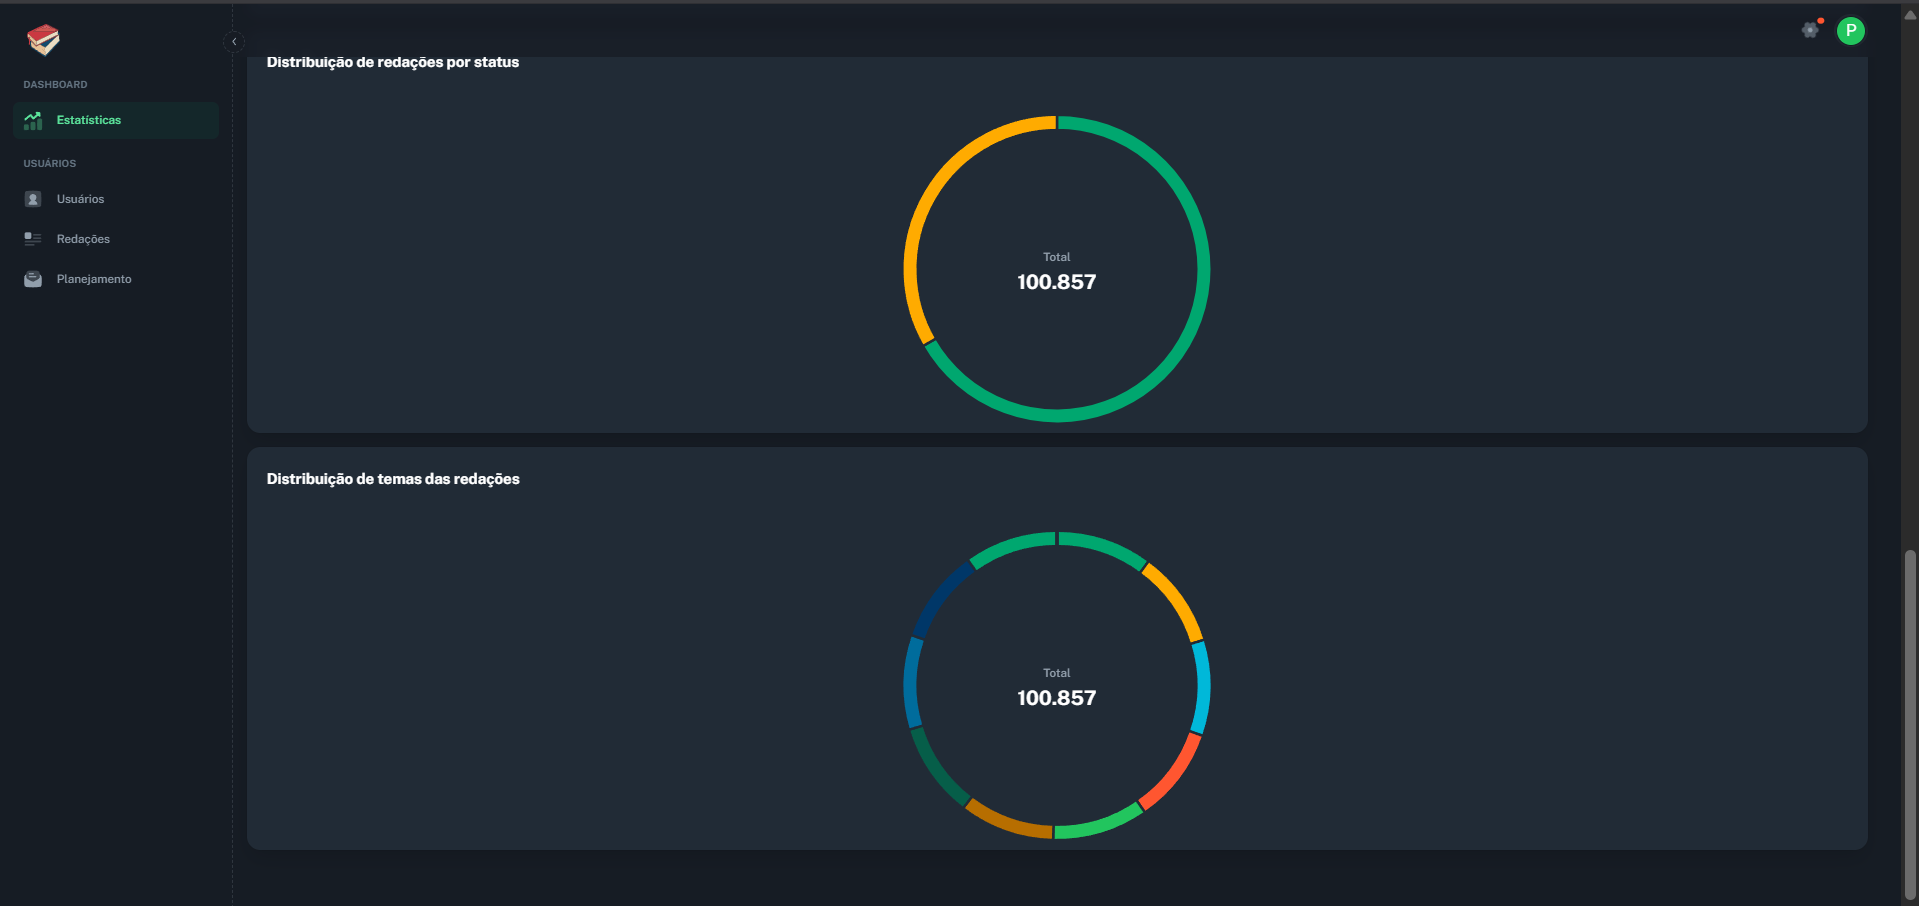 DASHBOARD
Estatísticas
USUÁRIOS
Usuários
Redações
Planejamento
P
Distribuição de redações por status
Total
100.857
Distribuição de temas das redações
Total
100.857